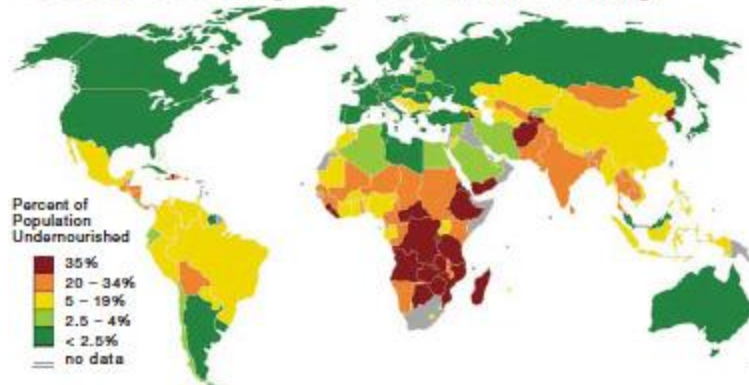 Percent of
Population
Undernourished
35%
20 – 34%
5 – 19%
2.5 – 4%
< 2.5%
no data